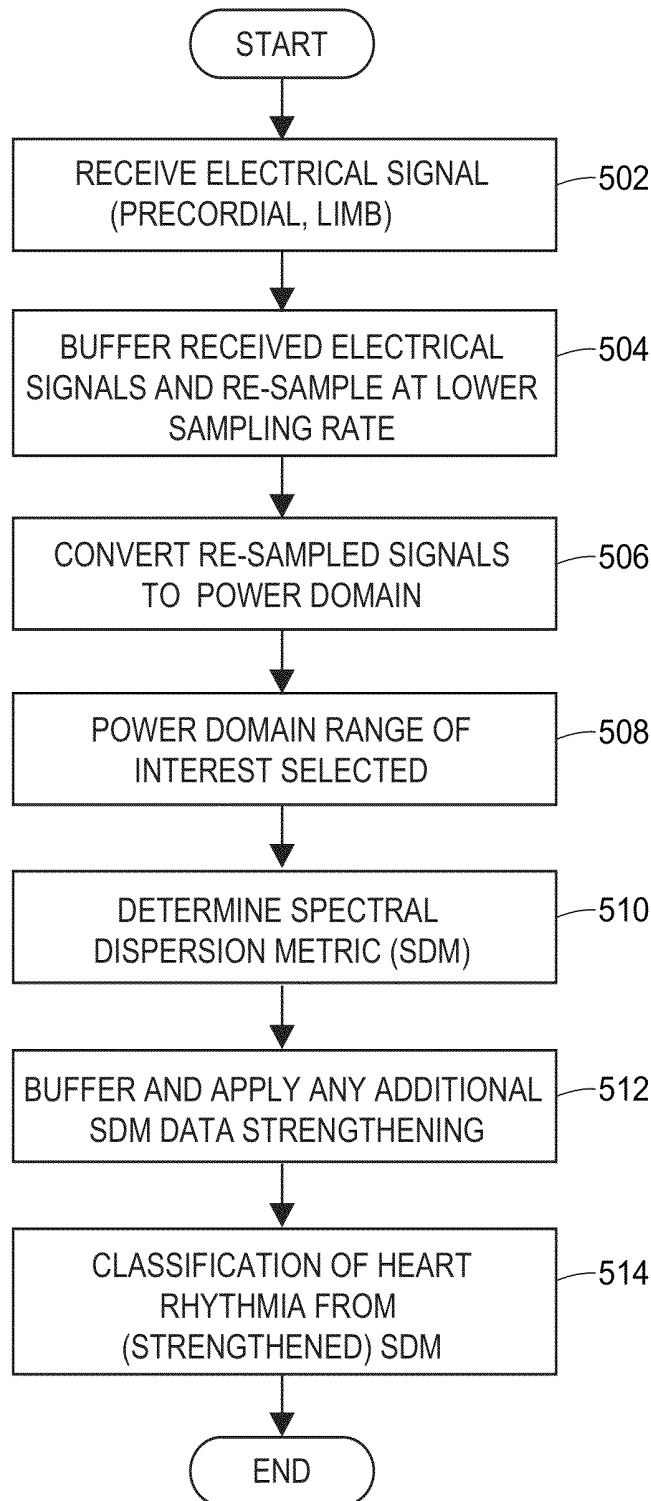 START
RECEIVE ELECTRICAL SIGNAL
(PRECORDIAL, LIMB)
502
BUFFER RECEIVED ELECTRICAL
SIGNALS AND RE-SAMPLE AT LOWER
SAMPLING RATE
504
CONVERT RE-SAMPLED SIGNALS
TO POWER DOMAIN
506
POWER DOMAIN RANGE OF
INTEREST SELECTED
508
DETERMINE SPECTRAL
DISPERSION METRIC (SDM)
510
BUFFER AND APPLY ANY ADDITIONAL
SDM DATA STRENGTHENING
512
CLASSIFICATION OF HEART
RHYTHMIA FROM
(STRENGTHENED) SDM
514
END